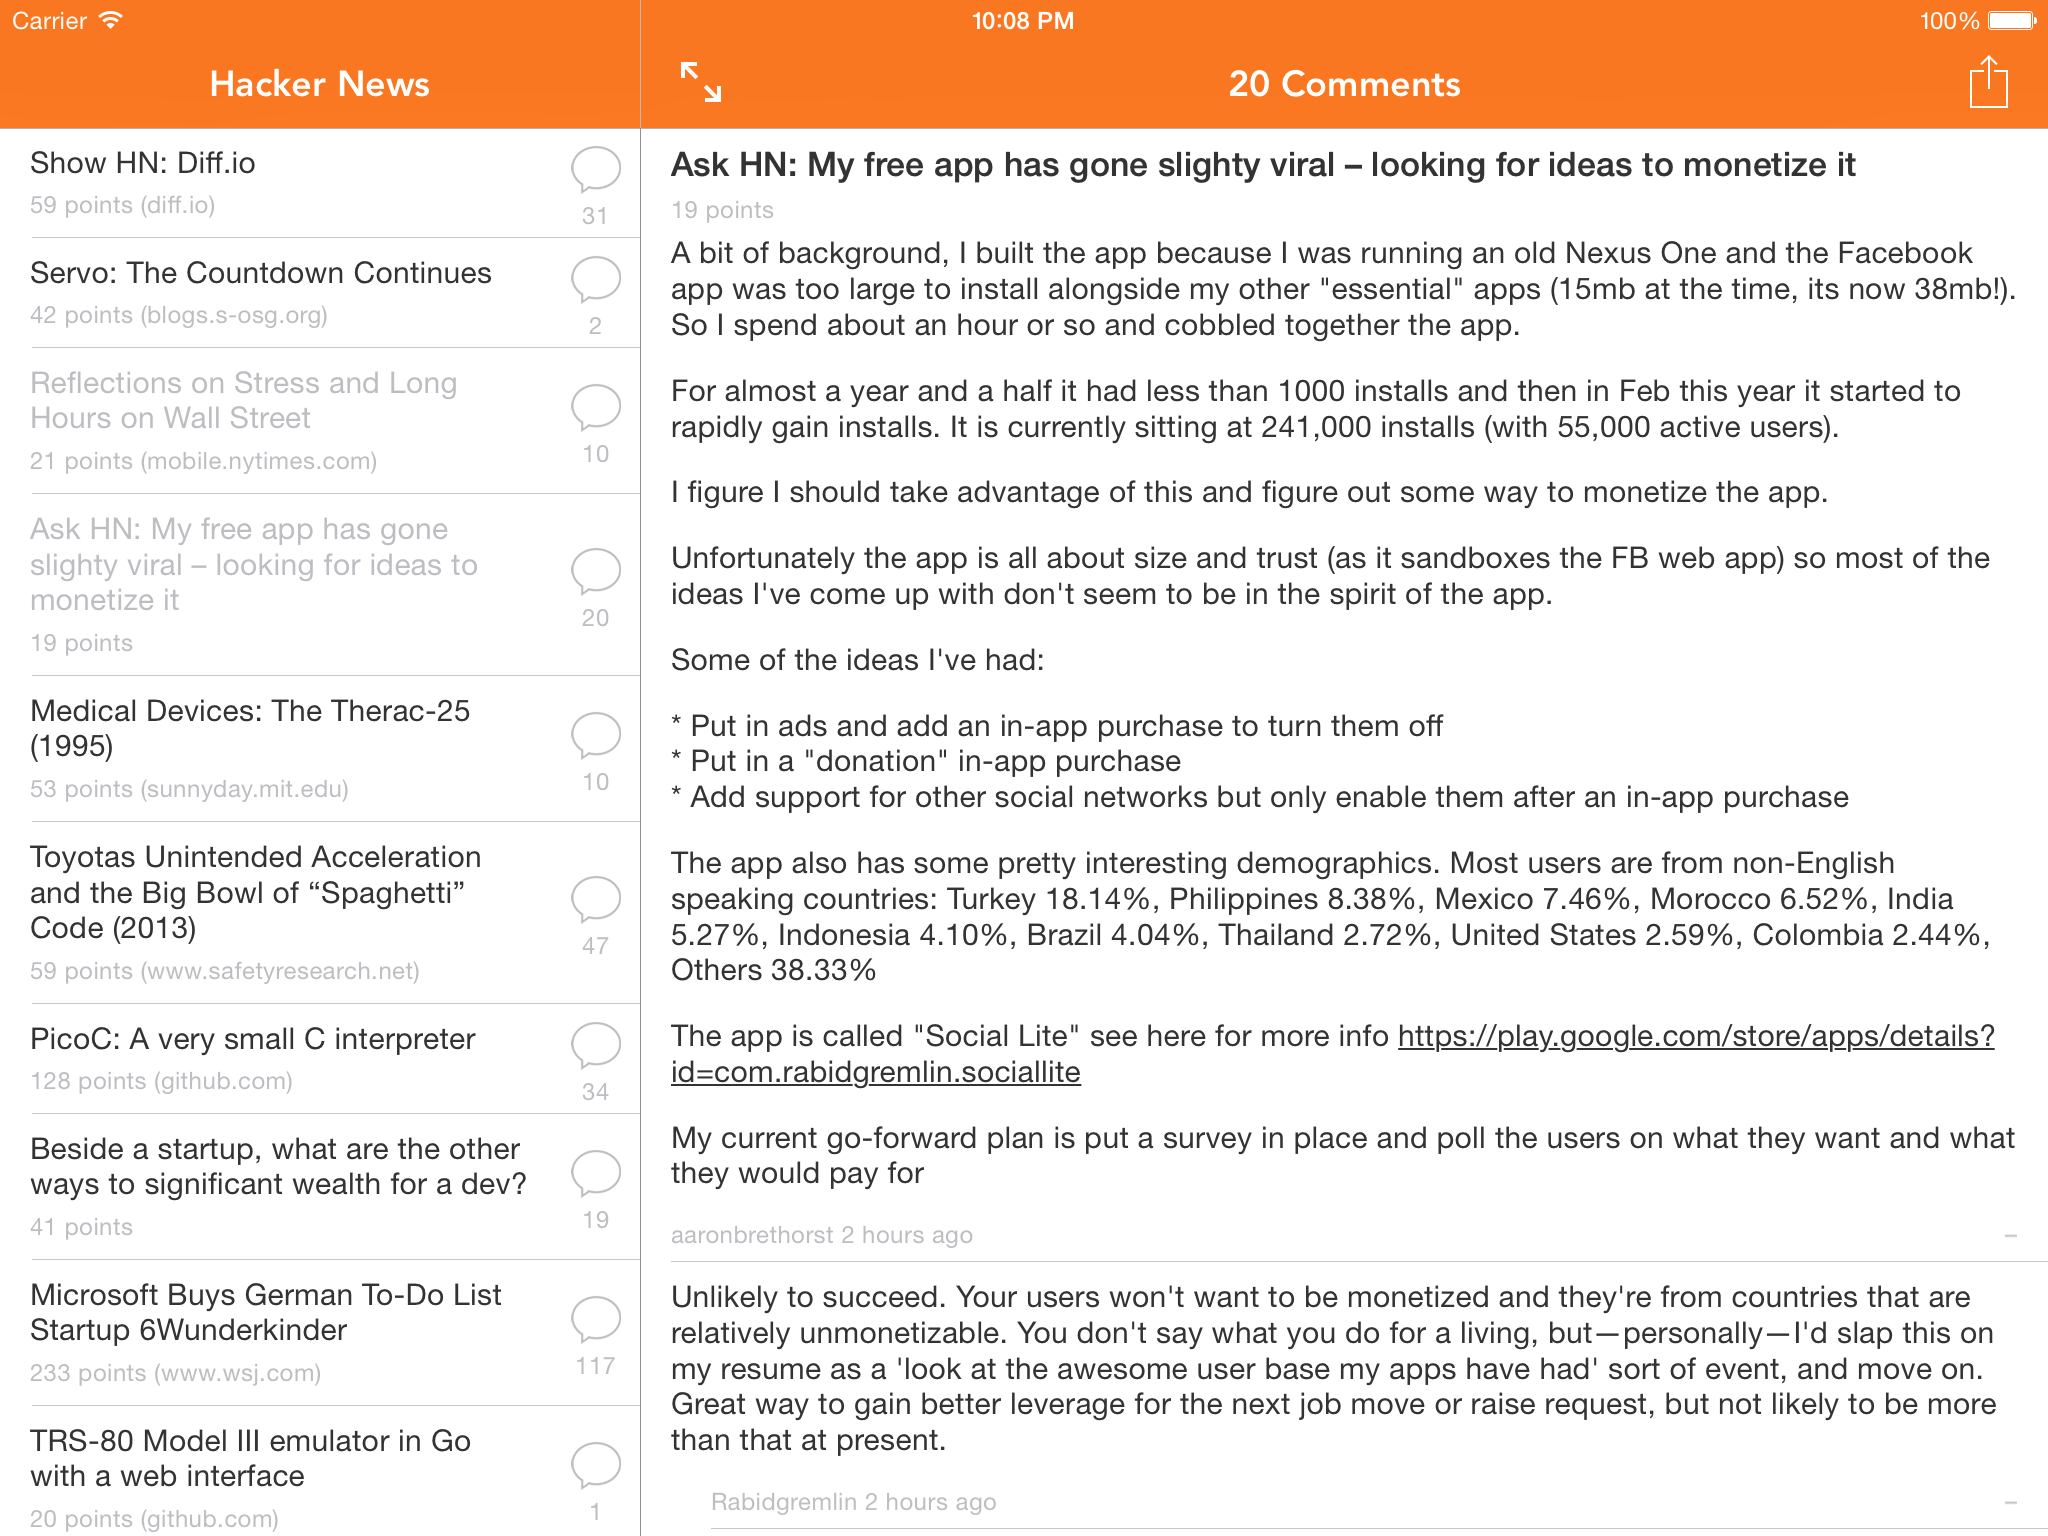 Carrier
10:08 PM
100%
Hacker News
20 Comments
Show HN: Diff.io
59 points (diff.io)
31
Servo: The Countdown Continues
42 points (blogs.s-osg.org)
2
Reflections on Stress and Long
Hours on Wall Street
21 points (mobile.nytimes.com)
10
Ask HN: My free app has gone
slighty viral – looking for ideas to
monetize it
19 points
20
Medical Devices: The Therac-25
(1995)
53 points (sunnyday.mit.edu)
10
Toyotas Unintended Acceleration
and the Big Bowl of “Spaghetti”
Code (2013)
59 points (www.safetyresearch.net)
47
PicoC: A very small C interpreter
128 points (github.com)
34
Beside a startup, what are the other
ways to significant wealth for a dev?
41 points
19
Microsoft Buys German To-Do List
Startup 6Wunderkinder
233 points (www.wsj.com)
117
TRS-80 Model III emulator in Go
with a web interface
20 points (github.com)
1
Ask HN: My free app has gone slighty viral – looking for ideas to monetize it
19 points
A bit of background, I built the app because I was running an old Nexus One and the Facebook
app was too large to install alongside my other "essential" apps (15mb at the time, its now 38mb!).
So I spend about an hour or so and cobbled together the app.
For almost a year and a half it had less than 1000 installs and then in Feb this year it started to
rapidly gain installs. It is currently sitting at 241,000 installs (with 55,000 active users).
I figure I should take advantage of this and figure out some way to monetize the app.
Unfortunately the app is all about size and trust (as it sandboxes the FB web app) so most of the
ideas I've come up with don't seem to be in the spirit of the app.
Some of the ideas I've had:
* Put in ads and add an in-app purchase to turn them off
* Put in a "donation" in-app purchase
* Add support for other social networks but only enable them after an in-app purchase
The app also has some pretty interesting demographics. Most users are from non-English
speaking countries: Turkey 18.14%, Philippines 8.38%, Mexico 7.46%, Morocco 6.52%, India
5.27%, Indonesia 4.10%, Brazil 4.04%, Thailand 2.72%, United States 2.59%, Colombia 2.44%,
Others 38.33%
The app is called "Social Lite" see here for more info https://play.google.com/store/apps/details?
id=com.rabidgremlin.sociallite
My current go-forward plan is put a survey in place and poll the users on what they want and what
they would pay for
aaronbrethorst 2 hours ago –
Unlikely to succeed. Your users won't want to be monetized and they're from countries that are
relatively unmonetizable. You don't say what you do for a living, but—personally—I'd slap this on
my resume as a 'look at the awesome user base my apps have had' sort of event, and move on.
Great way to gain better leverage for the next job move or raise request, but not likely to be more
than that at present.
Rabidgremlin 2 hours ago –